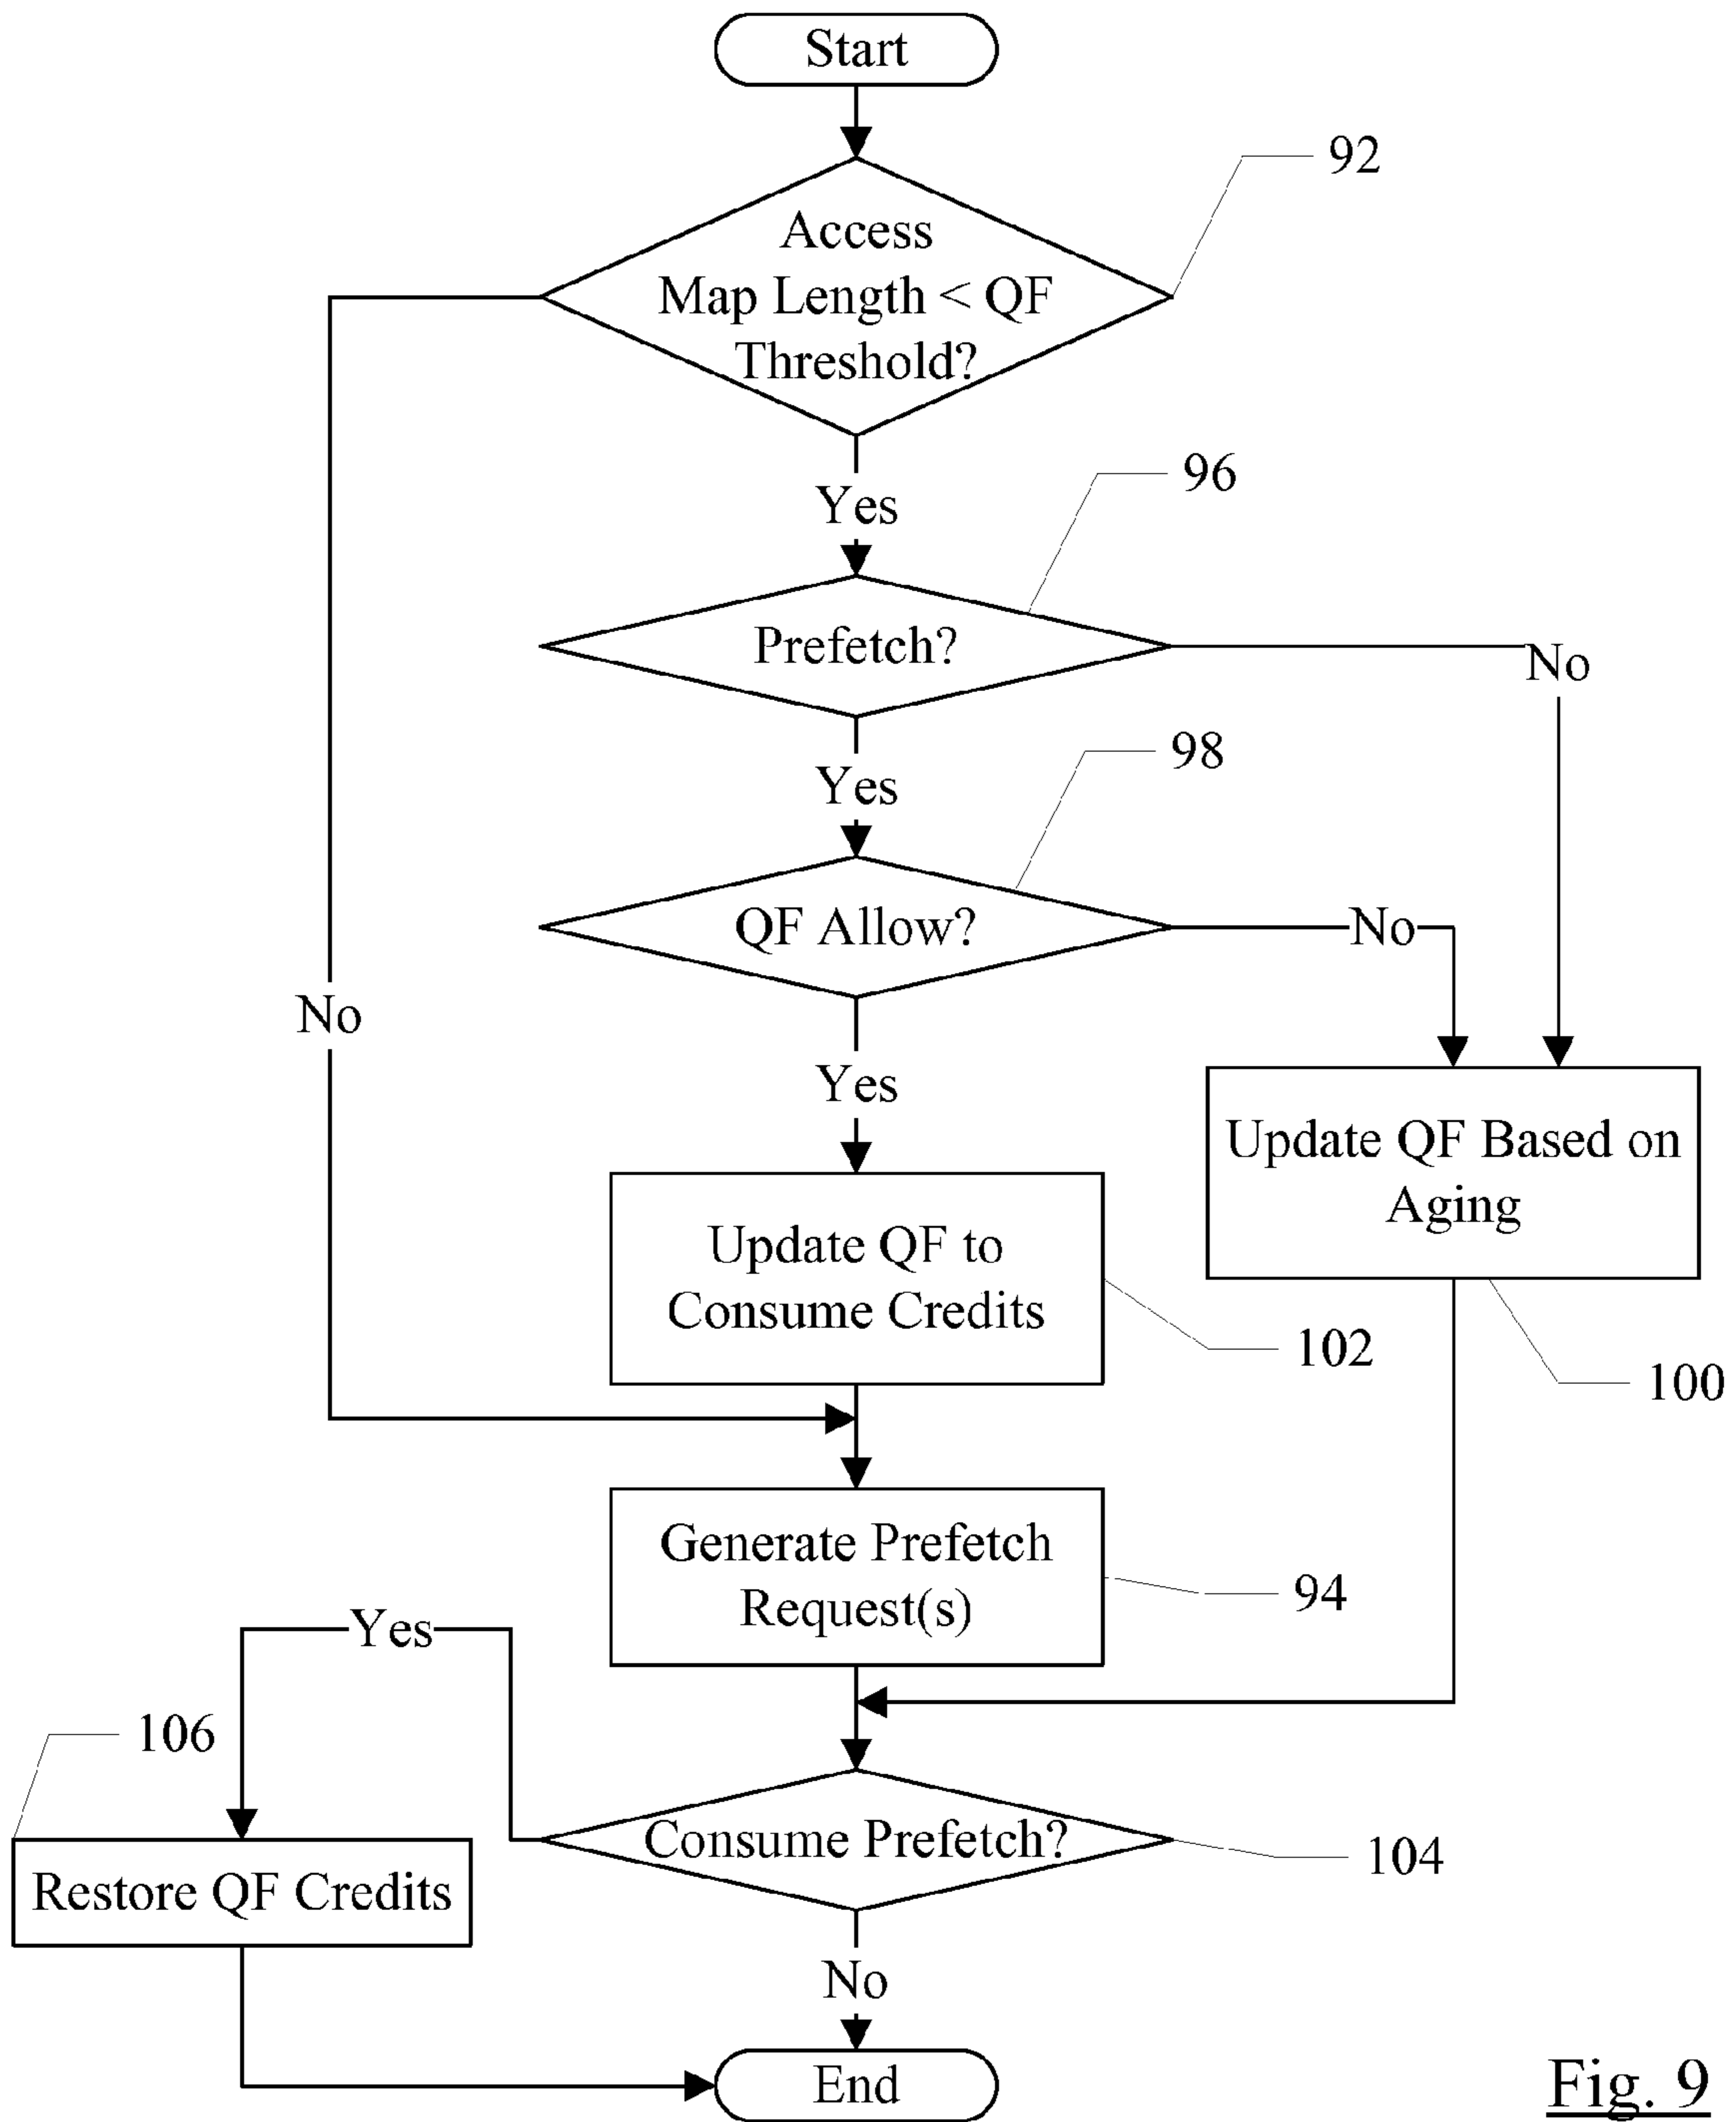 Start
92
Access
Map Length < QF
Threshold?
Yes
96
Prefetch?
No
Yes
98
QF Allow?
No
No
Yes
Update QF Based on
Aging
Update QF to
Consume Credits
102
100
Generate Prefetch
Request(s)
94
Yes
106
Consume Prefetch?
104
Restore QF Credits
No
End
Fig. 9